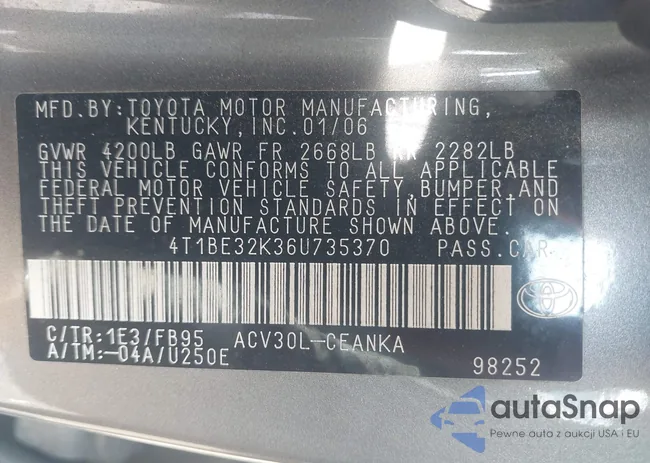 MFD.BY:TOYOTA MOTOR MANUFACTURING,
KENTUCKY,INC.01/06
GVWR 4200LB GAWR FR 2668LB RR 2282LB
THIS VEHICLE CONFORMS TO ALL APPLICABLE
FEDERAL MOTOR VEHICLE SAFETY,BUMPER,AND
THEFT PREVENTION STANDARDS IN EFFECT ON
THE DATE OF MANUFACTURE SHOWN ABOVE.
4T1BE32K36U735370 PASS.CAR
C/TR:1E3/FB95 ACV30L-CEANKA
A/TM:-04A/U250E
98252
autaSnap
Pewne auta z aukcji USA i EU